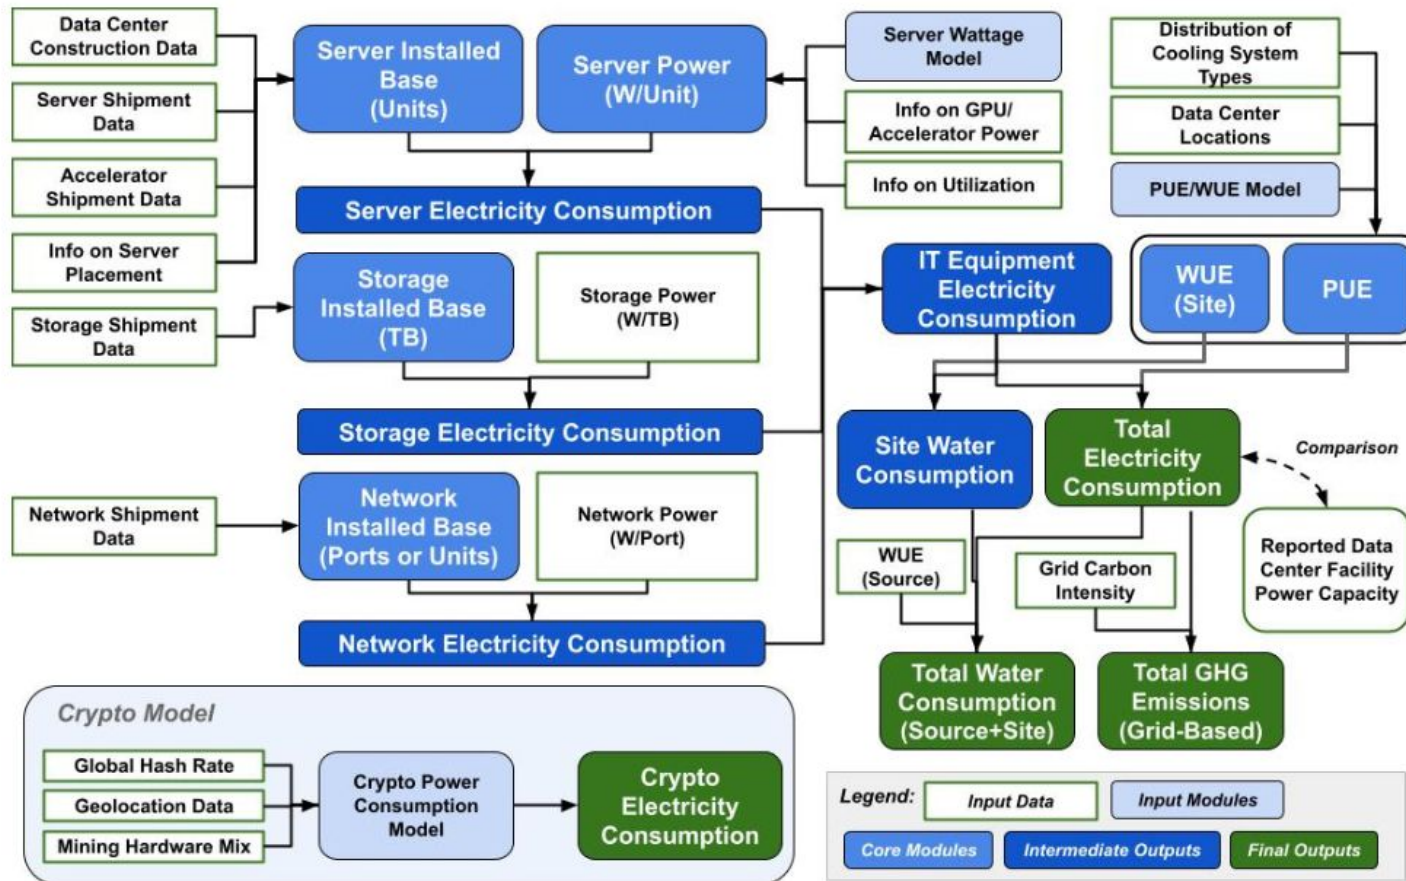 Data Center
Construction Data
Server Shipment
Data
Accelerator
Shipment Data
Info on Server
Placement
Storage Shipment
Data
Network Shipment
Data
Server Installed
Base
(Units)
Server Power
(W/Unit)
Server Wattage
Model
Info on GPU/
Accelerator Power
Info on Utilization
Distribution of
Cooling System
Types
Data Center
Locations
PUE/WUE Model
Server Electricity Consumption
Storage
Installed Base
(TB)
Storage Power
(W/TB)
IT Equipment
Electricity
Consumption
WUE
(Site)
PUE
Storage Electricity Consumption
Site Water
Consumption
Total
Electricity
Consumption
Comparison
Network
Installed Base
(Ports or Units)
Network Power
(W/Port)
WUE
(Source)
Grid Carbon
Intensity
Reported Data
Center Facility
Power Capacity
Network Electricity Consumption
Total Water
Consumption
(Source+Site)
Total GHG
Emissions
(Grid-Based)
Crypto Model
Global Hash Rate
Geolocation Data
Mining Hardware Mix
Crypto Power
Consumption
Model
Crypto
Electricity
Consumption
Legend:
Input Data
Input Modules
Core Modules
Intermediate Outputs
Final Outputs